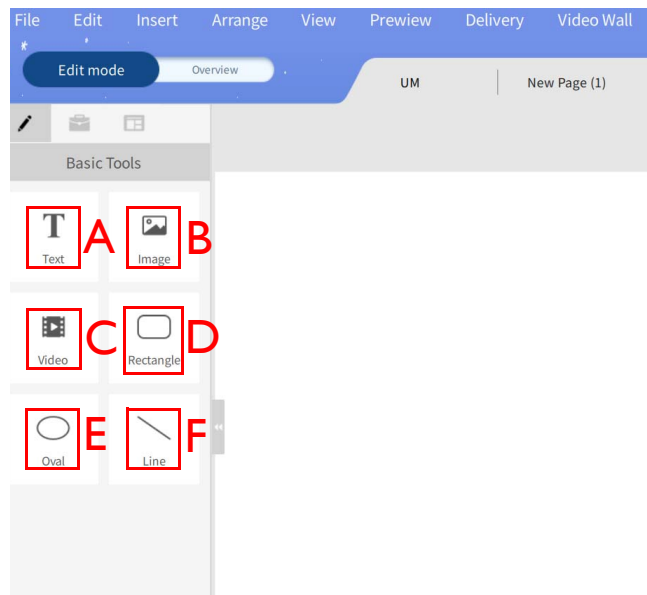 File Edit Insert Arrange View Prewiew Delivery Video Wall
Edit mode Overview
UM New Page (1)
Basic Tools
T A B
Text Image
C D
Video Rectangle
E F
Oval Line